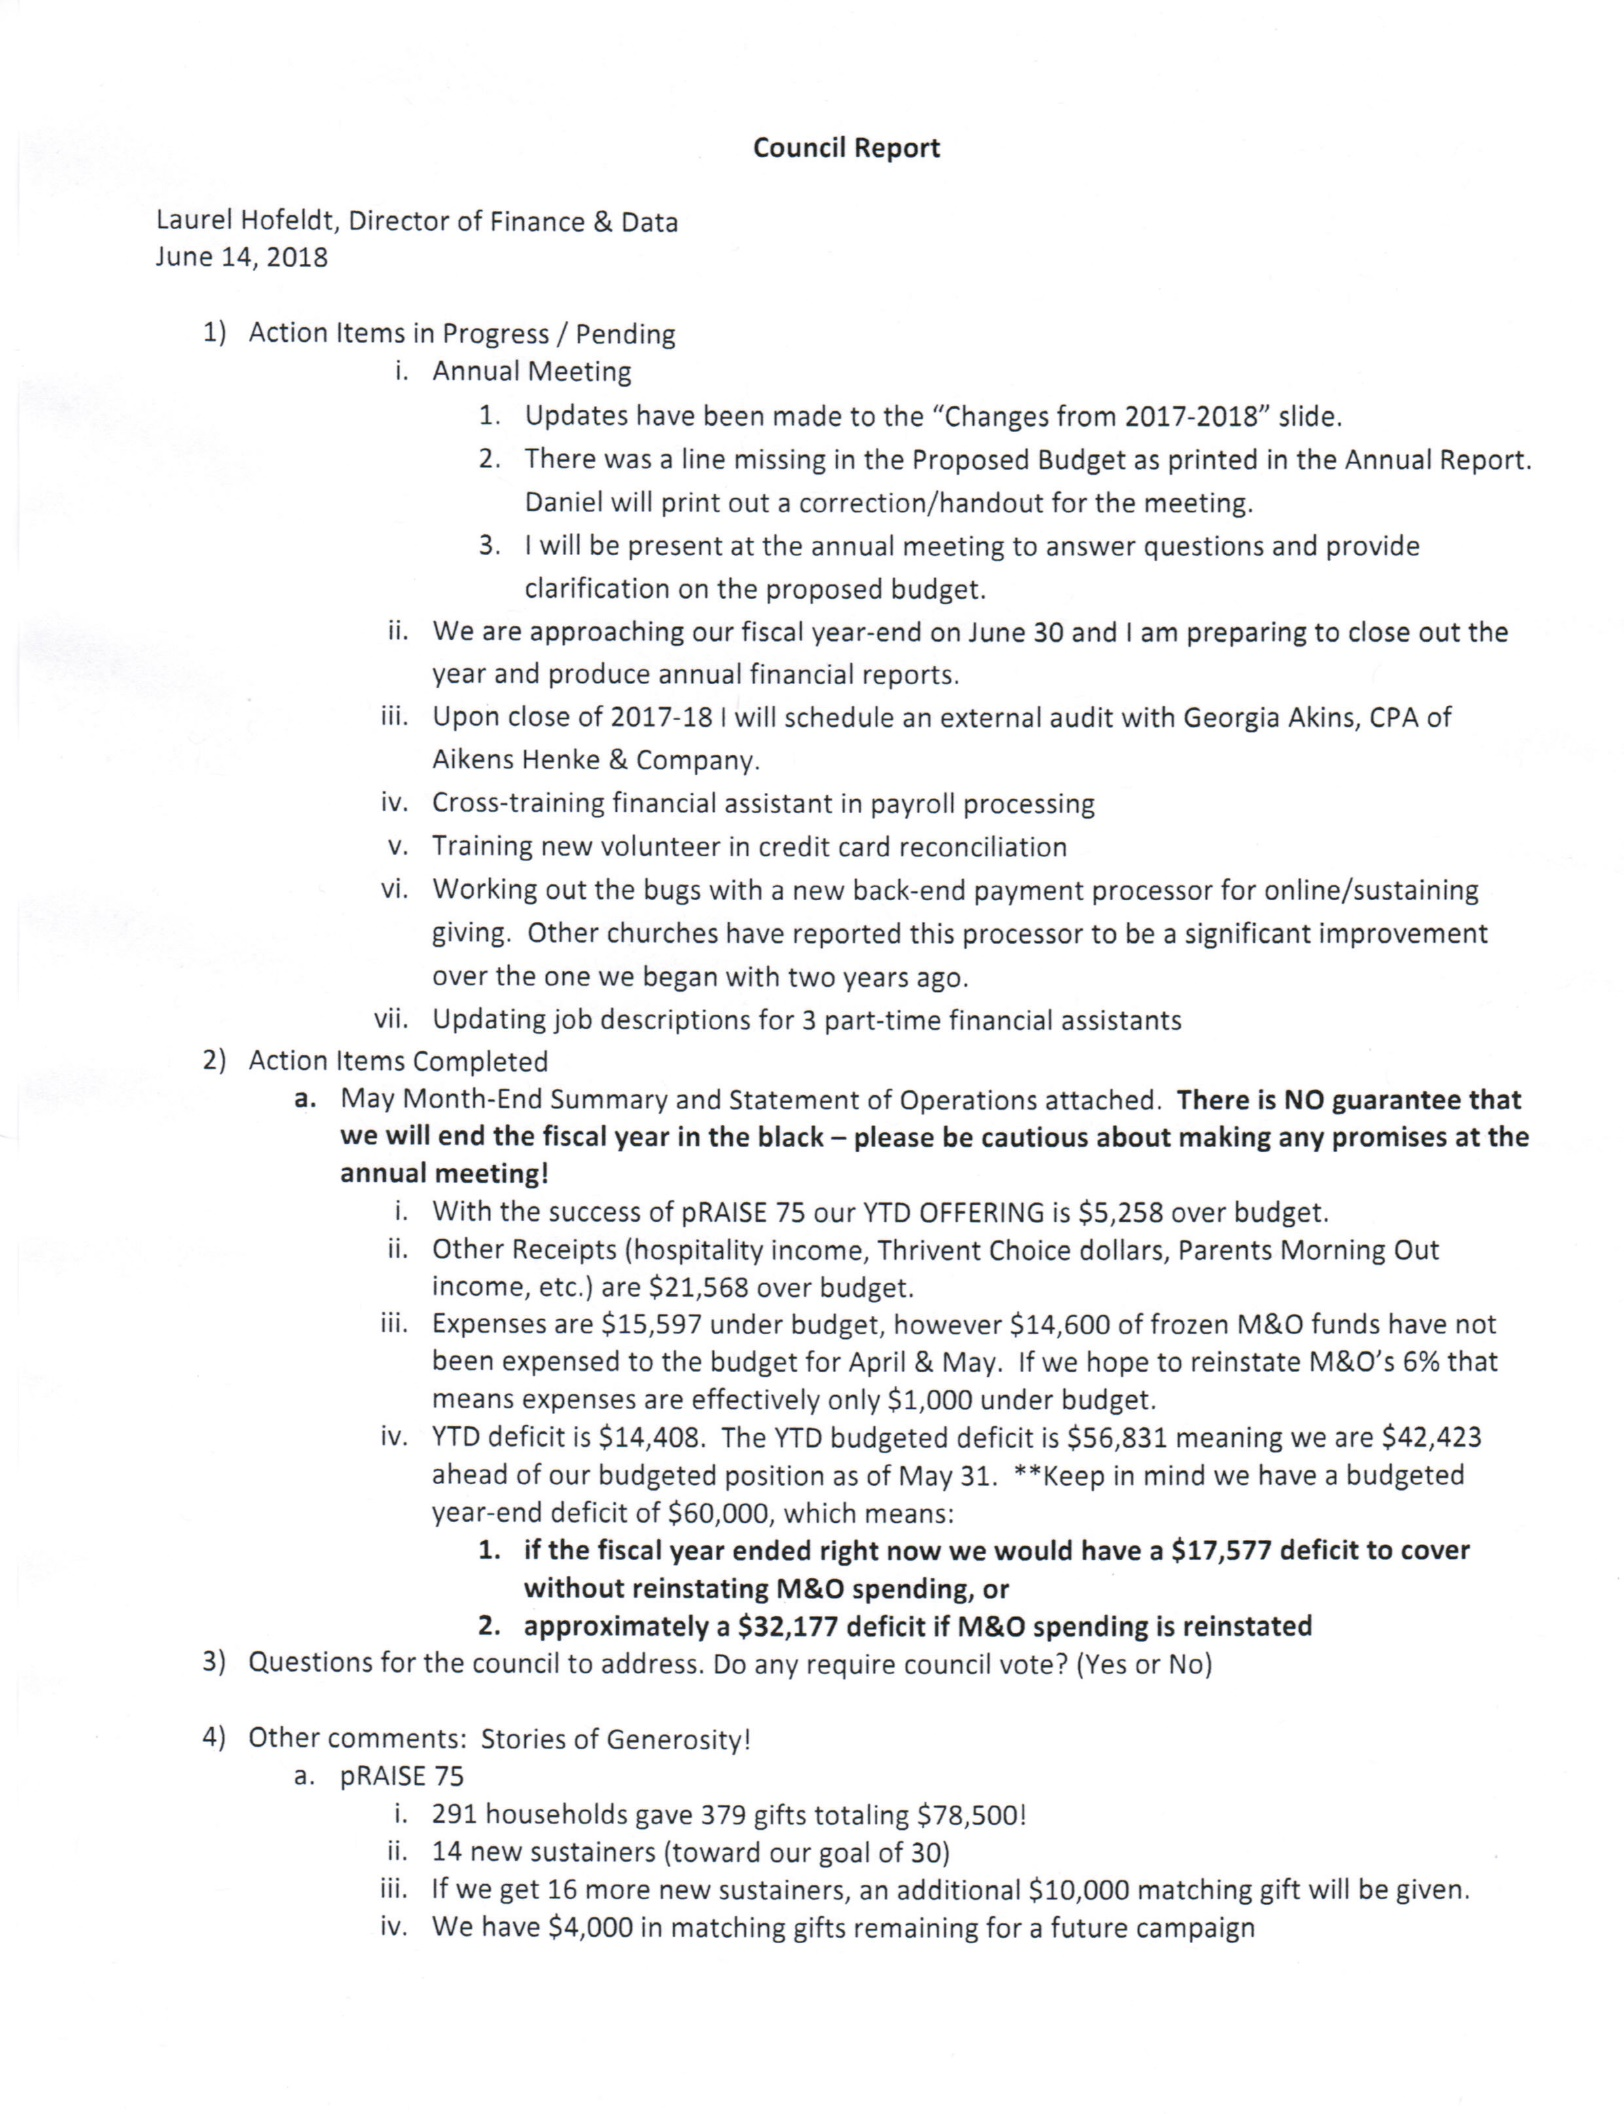 Council Report
Laurel Hofeldt, Director of Finance & Data
June 14, 2018
1) Action Items in Progress / Pending
i. Annual Meeting
1. Updates have been made to the “Changes from 2017-2018” slide.
2. There was a line missing in the Proposed Budget as printed in the Annual Report.
Daniel will print out a correction/handout for the meeting.
3. I will be present at the annual meeting to answer questions and provide
clarification on the proposed budget.
ii. We are approaching our fiscal year-end on June 30 and I am preparing to close out the
year and produce annual financial reports.
iii. Upon close of 2017-18 I will schedule an external audit with Georgia Akins, CPA of
Aikens Henke & Company.
iv. Cross-training financial assistant in payroll processing
v. Training new volunteer in credit card reconciliation
vi. Working out the bugs with a new back-end payment processor for online/sustaining
giving. Other churches have reported this processor to be a significant improvement
over the one we began with two years ago.
vii. Updating job descriptions for 3 part-time financial assistants
2) Action Items Completed
a. May Month-End Summary and Statement of Operations attached. There is NO guarantee that
we will end the fiscal year in the black – please be cautious about making any promises at the
annual meeting!
i. With the success of pRAISE 75 our YTD OFFERING is $5,258 over budget.
ii. Other Receipts (hospitality income, Thrivent Choice dollars, Parents Morning Out
income, etc.) are $21,568 over budget.
iii. Expenses are $15,597 under budget, however $14,600 of frozen M&O funds have not
been expensed to the budget for April & May. If we hope to reinstate M&O’s 6% that
means expenses are effectively only $1,000 under budget.
iv. YTD deficit is $14,408. The YTD budgeted deficit is $56,831 meaning we are $42,423
ahead of our budgeted position as of May 31. **Keep in mind we have a budgeted
year-end deficit of $60,000, which means:
1. if the fiscal year ended right now we would have a $17,577 deficit to cover
without reinstating M&O spending, or
2. approximately a $32,177 deficit if M&O spending is reinstated
3) Questions for the council to address. Do any require council vote? (Yes or No)
4) Other comments: Stories of Generosity!
a. pRAISE 75
i. 291 households gave 379 gifts totaling $78,500!
ii. 14 new sustainers (toward our goal of 30)
iii. If we get 16 more new sustainers, an additional $10,000 matching gift will be given.
iv. We have $4,000 in matching gifts remaining for a future campaign